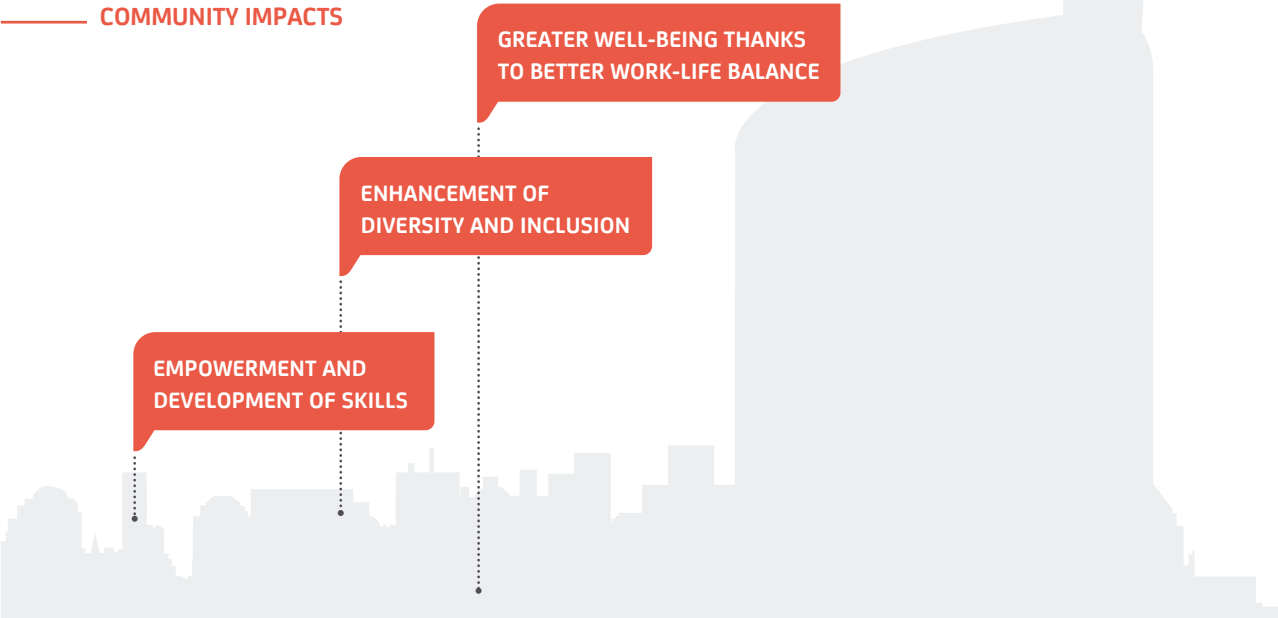 COMMUNITY IMPACTS
GREATER WELL-BEING THANKS
TO BETTER WORK-LIFE BALANCE
ENHANCEMENT OF
DIVERSITY AND INCLUSION
EMPOWERMENT AND
DEVELOPMENT OF SKILLS